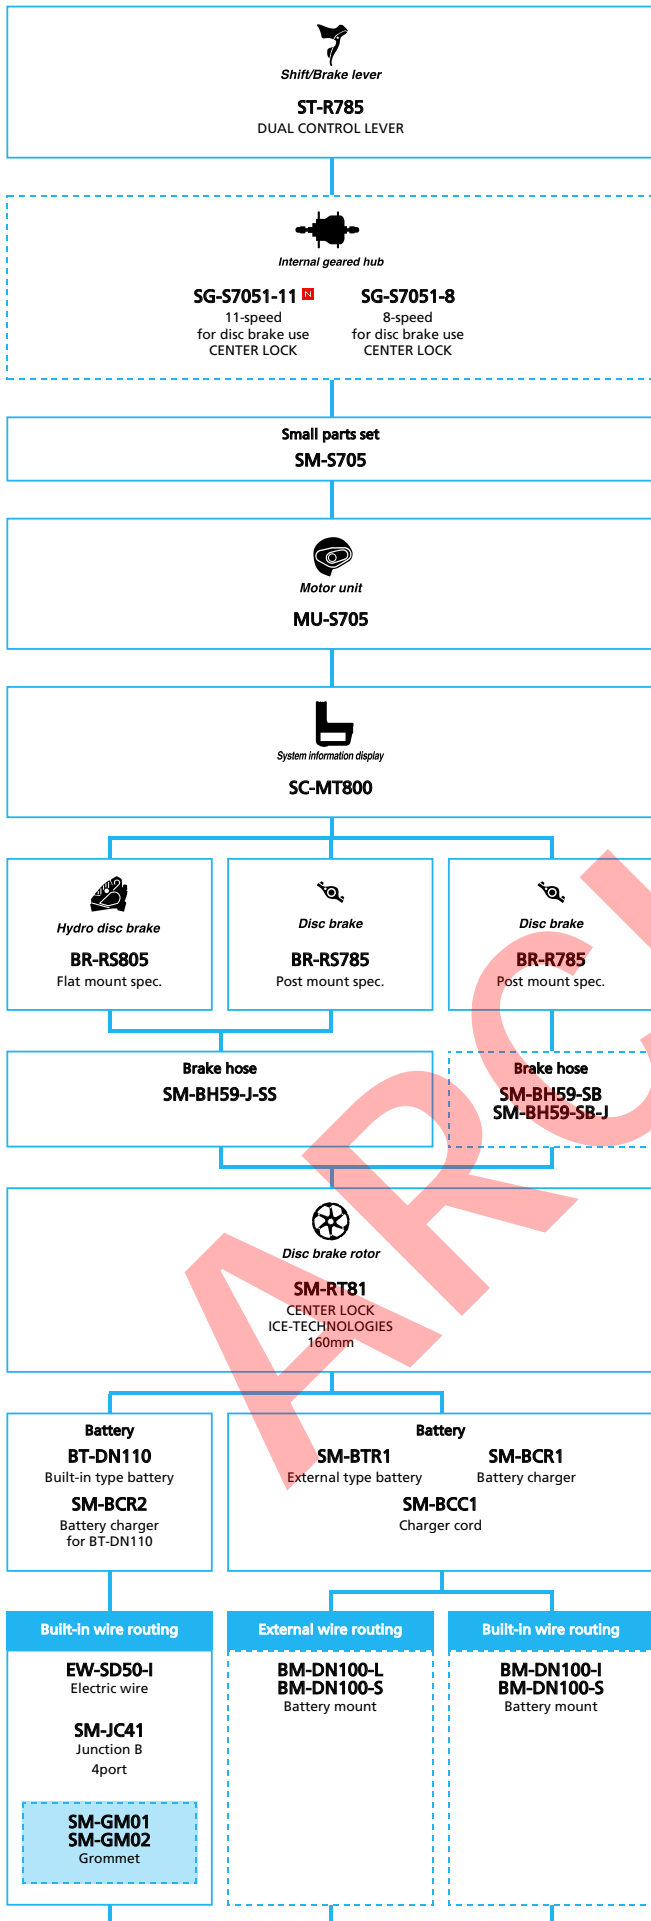 Shift/Brake lever
ST-R785
DUAL CONTROL LEVER
Internal geared hub
SG-S7051-11 N
11-speed
for disc brake use
CENTER LOCK
SG-S7051-8
8-speed
for disc brake use
CENTER LOCK
Small parts set
SM-S705
Motor unit
MU-S705
System information display
SC-MT800
Hydro disc brake
BR-RS805
Flat mount spec.
Disc brake
BR-RS785
Post mount spec.
Disc brake
BR-R785
Post mount spec.
Brake hose
SM-BH59-J-SS
Brake hose
SM-BH59-SB
SM-BH59-SB-J
Disc brake rotor
SM-RT81
CENTER LOCK
ICE-TECHNOLOGIES
160mm
Battery
BT-DN110
Built-in type battery
SM-BCR2
Battery charger
for BT-DN110
Battery
SM-BTR1
External type battery
SM-BCR1
Battery charger
SM-BCC1
Charger cord
Built-in wire routing
EW-SD50-I
Electric wire
SM-JC41
Junction B
4port
SM-GM01
SM-GM02
Grommet
External wire routing
BM-DN100-L
BM-DN100-S
Battery mount
Built-in wire routing
BM-DN100-I
BM-DN100-S
Battery mount